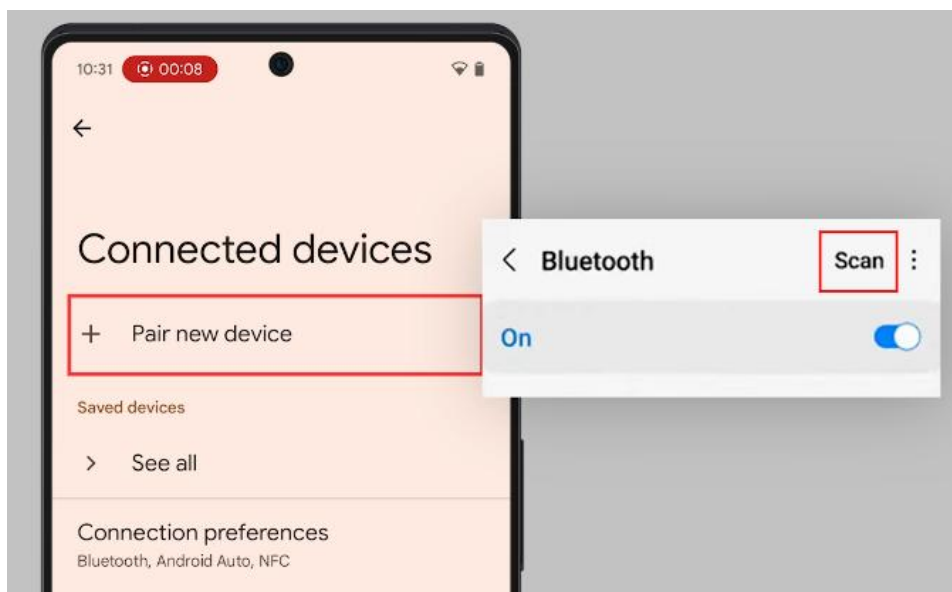 10:31 00:08
Connected devices
+ Pair new device
Saved devices
See all
Connection preferences
Bluetooth, Android Auto, NFC
Bluetooth
Scan
On